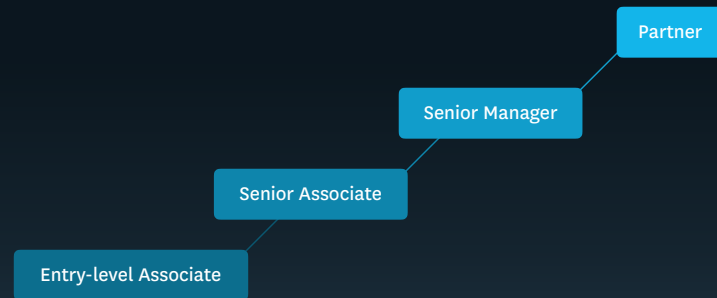 Partner
Senior Manager
Senior Associate
Entry-level Associate